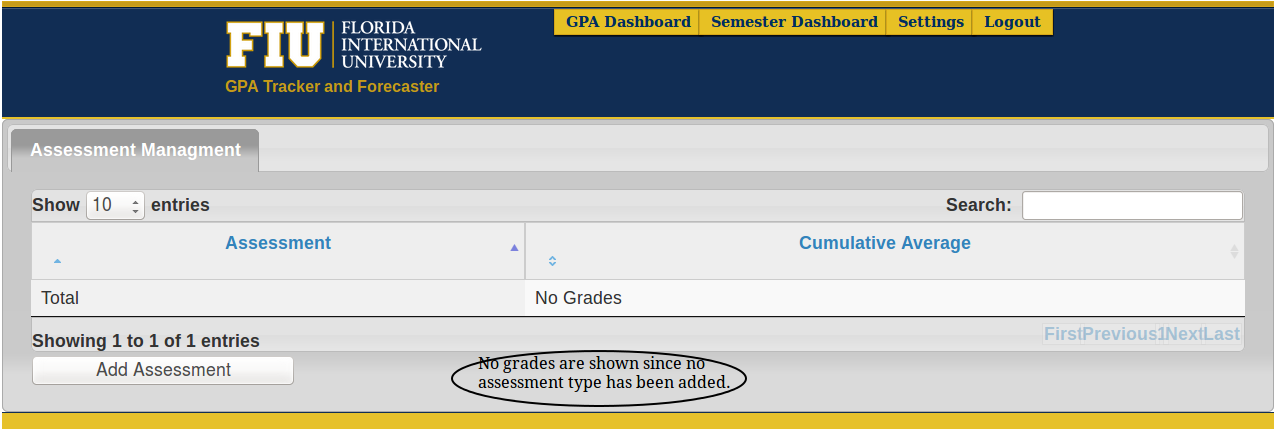 GPA Dashboard Semester Dashboard Settings Logout
FIU
FLORIDA
INTERNATIONAL
UNIVERSITY
GPA Tracker and Forecaster
Assessment Managment
Show 10 entries Search:
Assessment Cumulative Average
Total No Grades
Showing 1 to 1 of 1 entries FirstPrevious1NextLast
Add Assessment
No grades are shown since no
assessment type has been added.